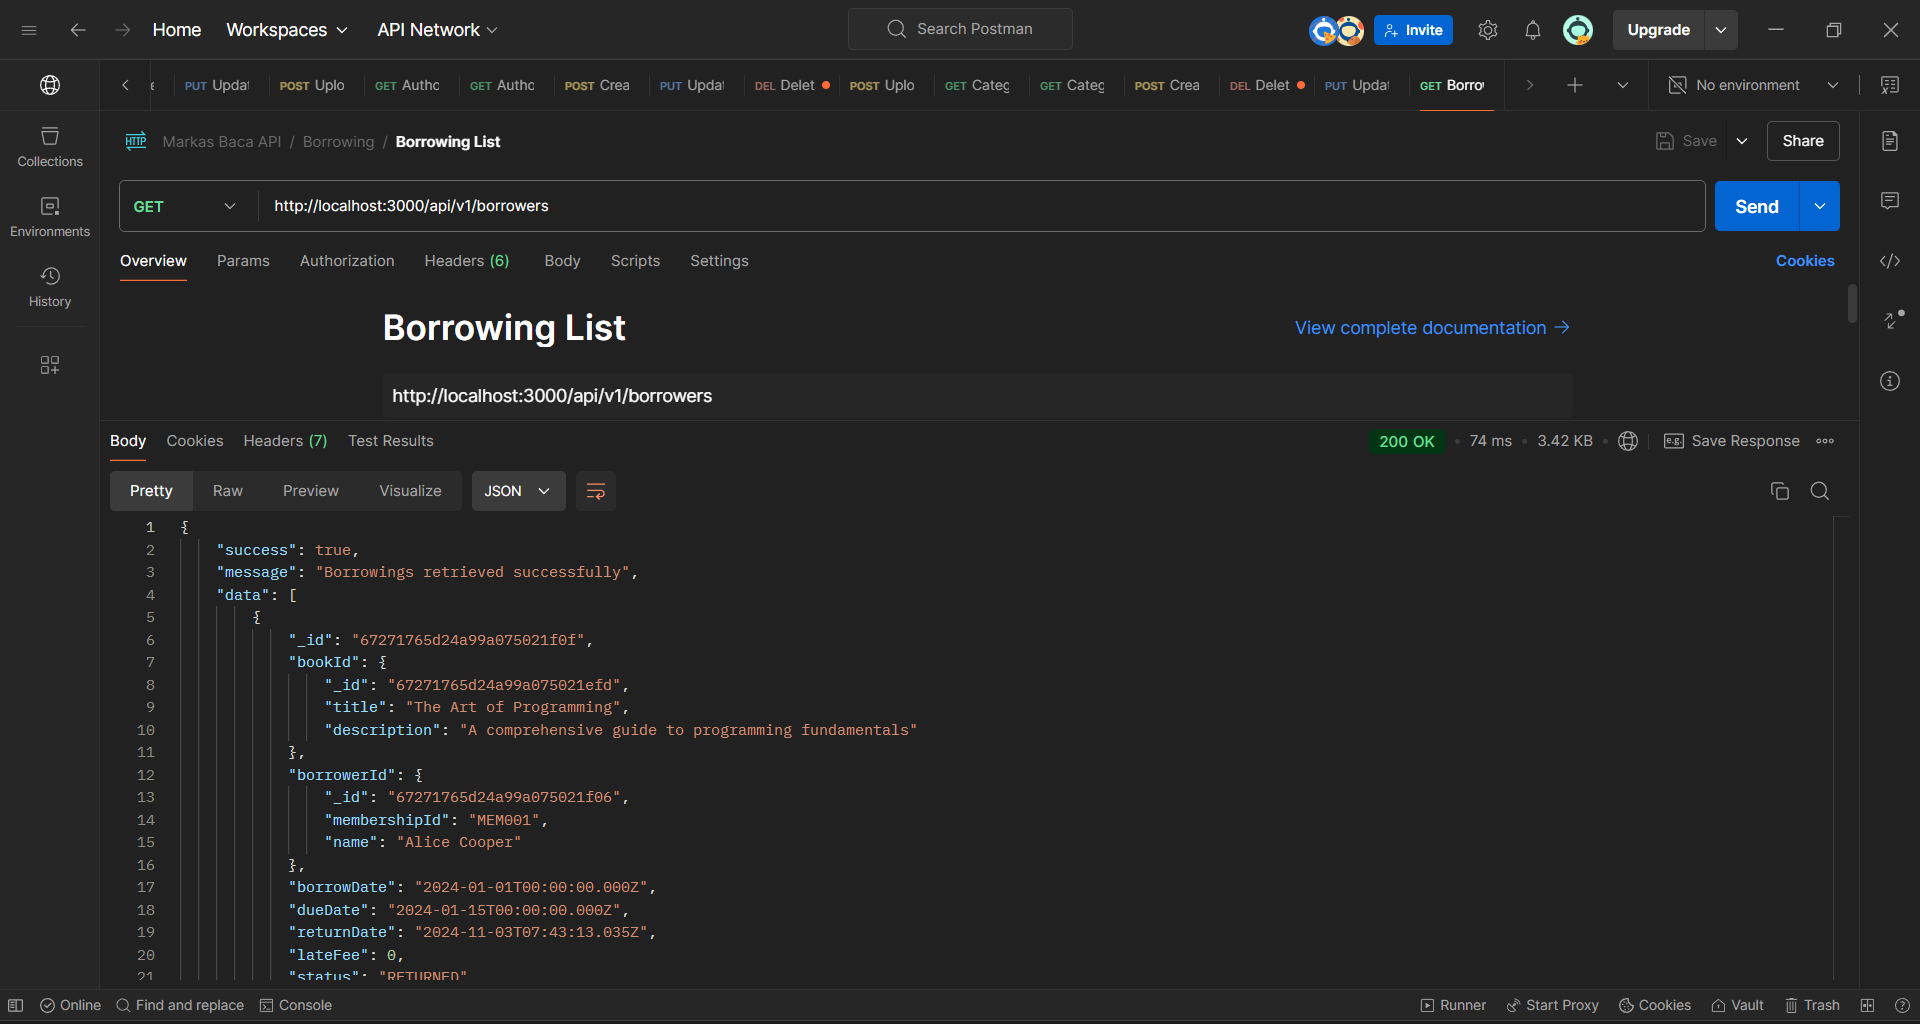 Home Workspaces API Network Search Postman Invite Upgrade
PUT Updat POST Uplo GET Autho GET Autho POST Crea PUT Updat DEL Delet POST Uplo GET Categ GET Categ POST Crea DEL Delet PUT Updat GET Borro No environment
HTTP Markas Baca API / Borrowing / Borrowing List Save Share
Collections
GET http://localhost:3000/api/v1/borrowers Send
Environments
Overview Params Authorization Headers (6) Body Scripts Settings Cookies
History
Borrowing List View complete documentation →
http://localhost:3000/api/v1/borrowers
Body Cookies Headers (7) Test Results 200 OK • 74 ms • 3.42 KB • e.g. Save Response
Pretty Raw Preview Visualize JSON
1 {
2 "success": true,
3 "message": "Borrowings retrieved successfully",
4 "data": [
5 {
6 "_id": "67271765d24a99a075021f0f",
7 "bookId": {
8 "_id": "67271765d24a99a075021efd",
9 "title": "The Art of Programming",
10 "description": "A comprehensive guide to programming fundamentals"
11 },
12 "borrowerId": {
13 "_id": "67271765d24a99a075021f06",
14 "membershipId": "MEM001",
15 "name": "Alice Cooper"
16 },
17 "borrowDate": "2024-01-01T00:00:00.000Z",
18 "dueDate": "2024-01-15T00:00:00.000Z",
19 "returnDate": "2024-11-03T07:43:13.035Z",
20 "lateFee": 0,
21 "status": "RETURNED"
Online Find and replace Console Runner Start Proxy Cookies Vault Trash